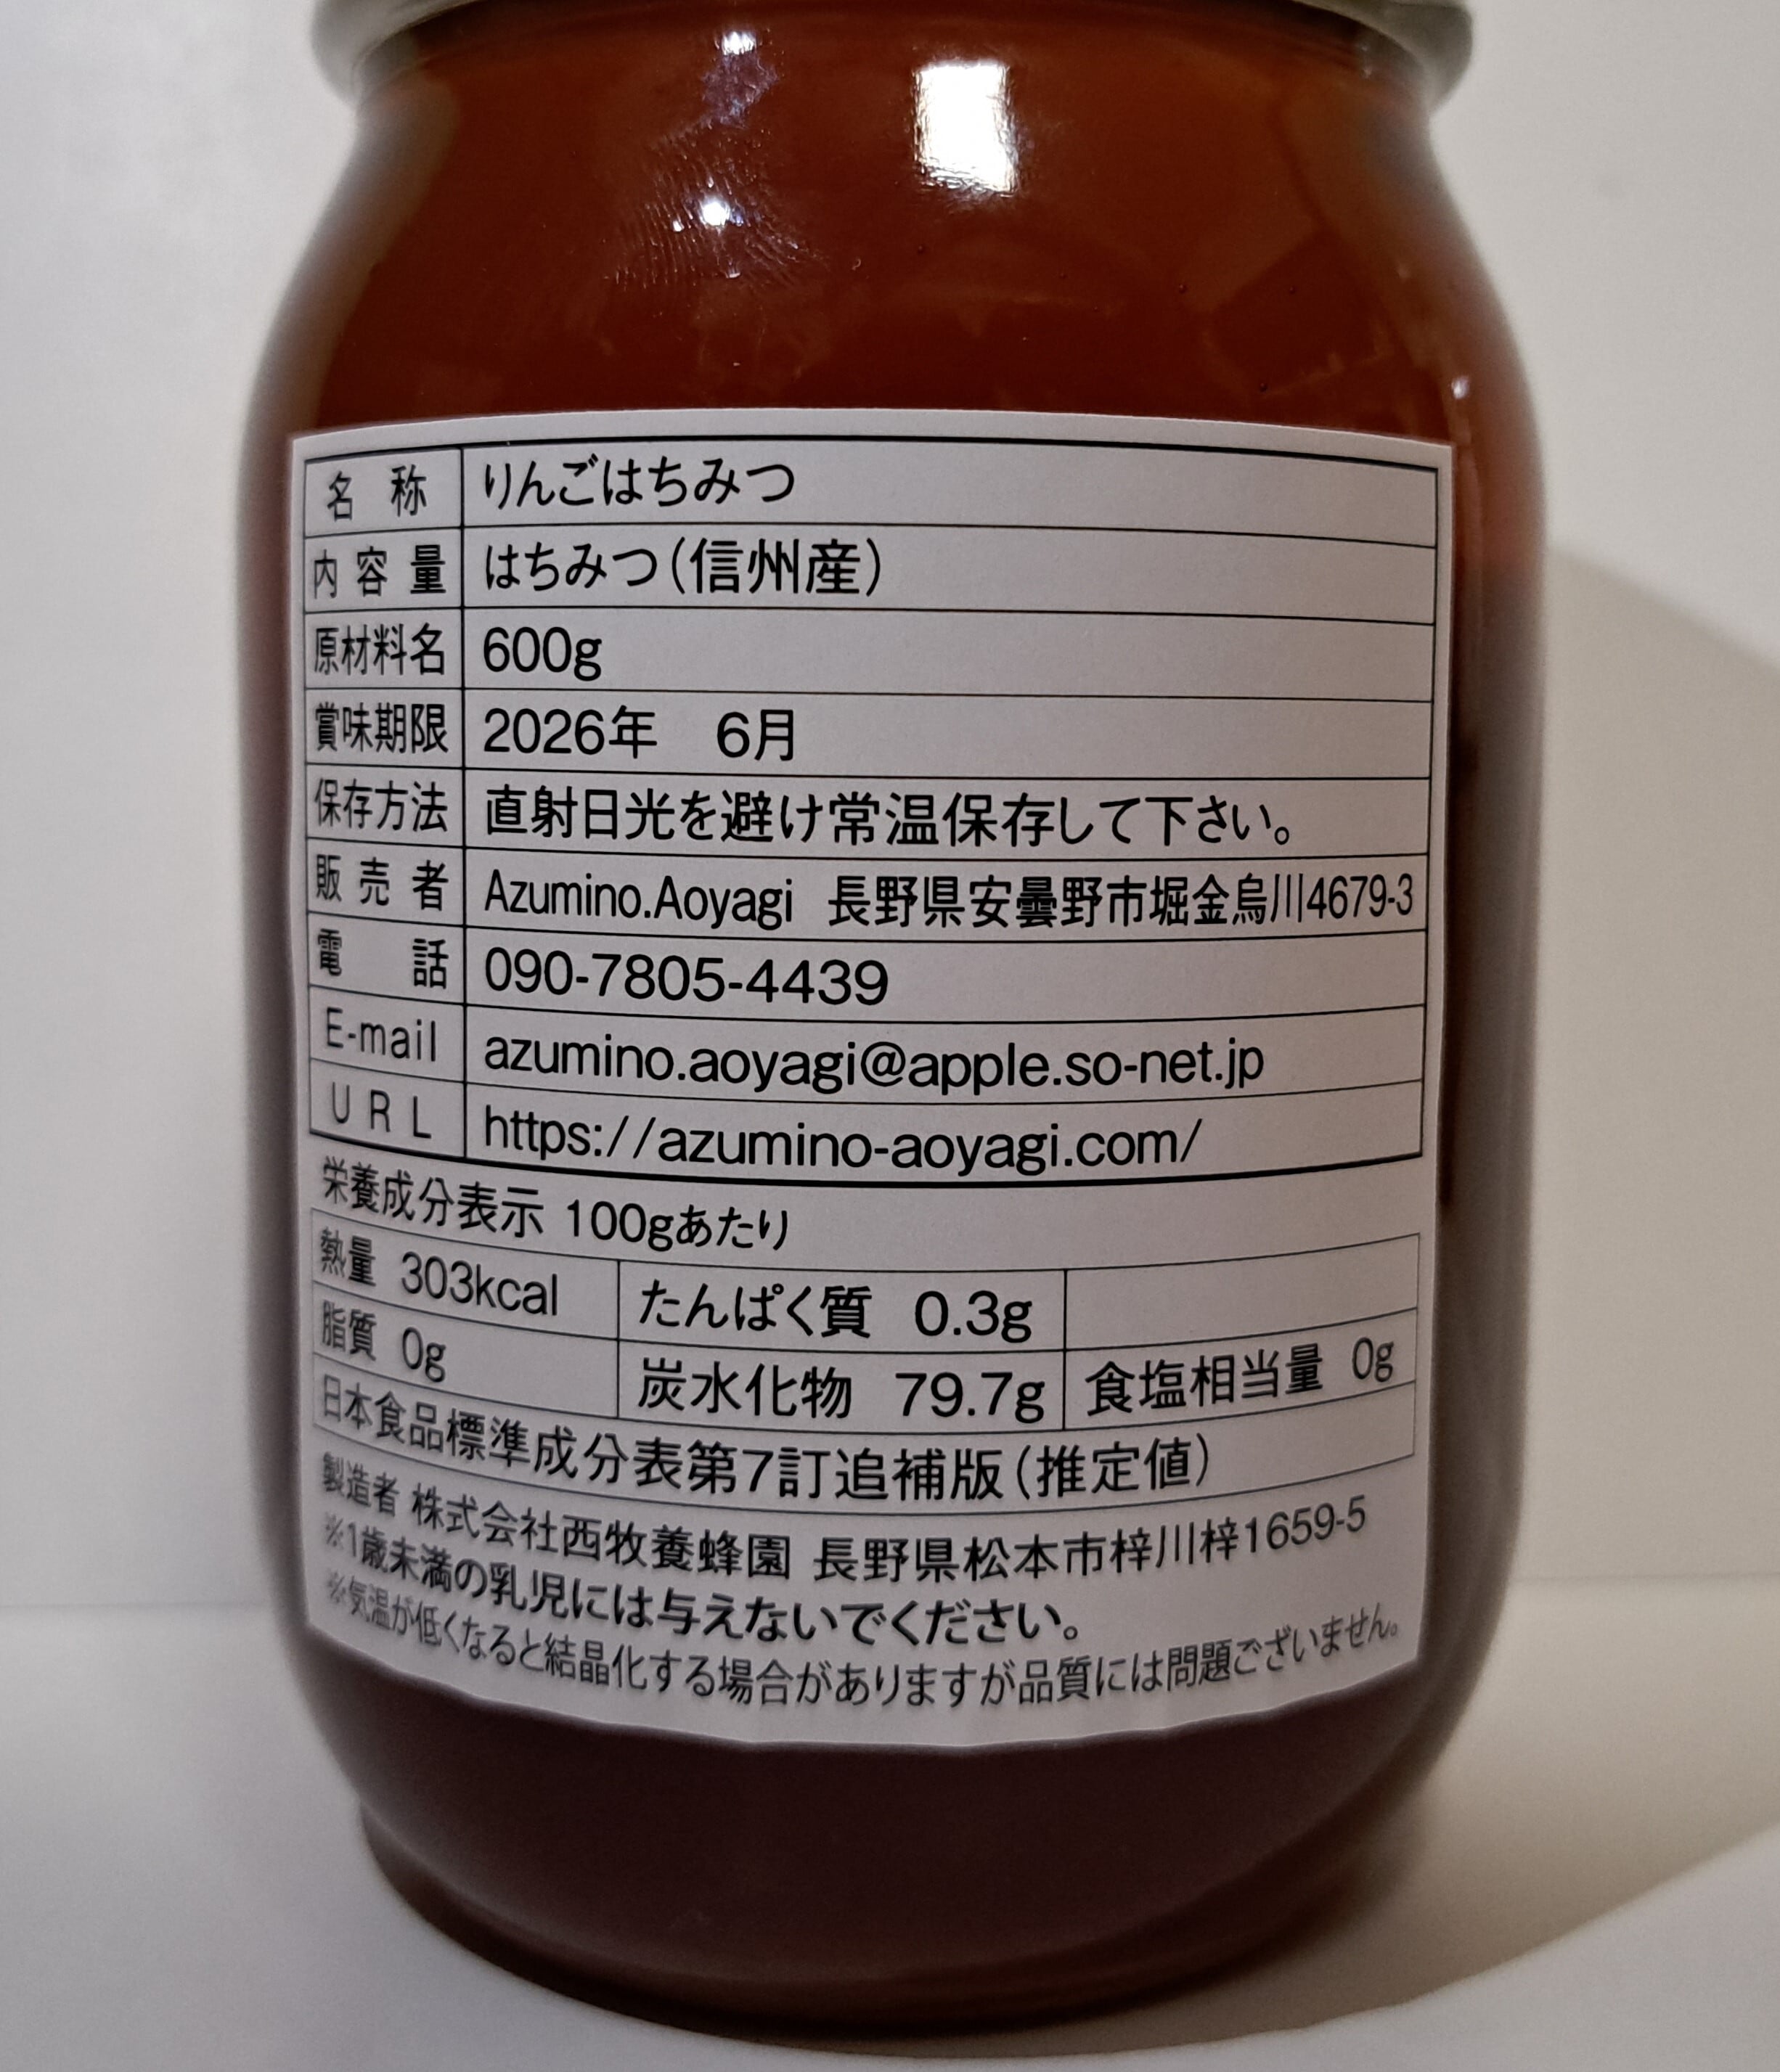 名称 りんごはちみつ
内容量 はちみつ(信州産)
原材料名 600g
賞味期限 2026年 6月
保存方法 直射日光を避け常温保存して下さい。
販売者 Azumino.Aoyagi 長野県安曇野市堀金烏川4679-3
電話 090-7805-4439
E-mail azumino.aoyagi@apple.so-net.jp
URL https://azumino-aoyagi.com/
栄養成分表示 100gあたり
熱量 303kcal たんぱく質 0.3g
脂質 0g 炭水化物 79.7g 食塩相当量 0g
日本食品標準成分表第7訂追補版(推定値)
製造者 株式会社西牧養蜂園 長野県松本市梓川梓1659-5
※1歳未満の乳児には与えないでください。
※気温が低くなると結晶化する場合がありますが品質には問題ございません。